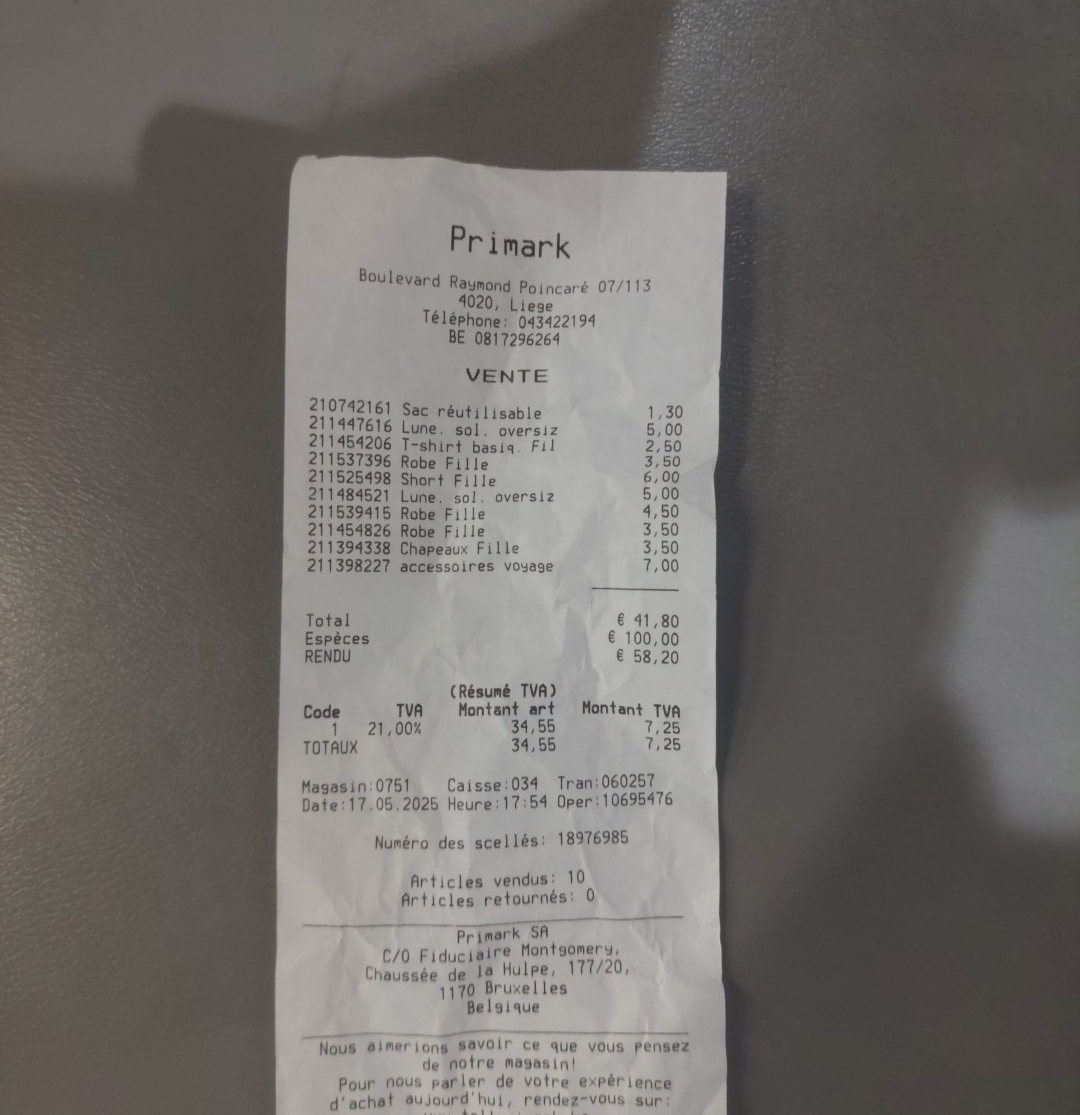 Primark
Boulevard Raymond Poincaré 07/113
4020, Liege
Téléphone: 043422194
BE 0817296264
VENTE
210742161 Sac réutilisable 1,30
211447616 Lune. sol. oversiz 5,00
211454206 T-shirt basiq. Fil 2,50
211537396 Robe Fille 3,50
211525498 Short Fille 6,00
211484521 Lune. sol. oversiz 5,00
211539415 Robe Fille 4,50
211454826 Robe Fille 3,50
211394338 Chapeaux Fille 3,50
211398227 accessoires voyage 7,00
Total € 41,80
Espèces € 100,00
RENDU € 58,20
(Résumé TVA)
Code TVA Montant art Montant TVA
1 21,00% 34,55 7,25
TOTAUX 34,55 7,25
Magasin:0751 Caisse:034 Tran:060257
Date:17.05.2025 Heure:17:54 Oper:10695476
Numéro des scellés: 18976985
Articles vendus: 10
Articles retournés: 0
Primark SA
C/O Fiduciaire Montgomery,
Chaussée de la Hulpe, 177/20,
1170 Bruxelles
Belgique
Nous aimerions savoir ce que vous pensez
de notre magasin!
Pour nous parler de votre expérience
d'achat aujourd'hui, rendez-vous sur: